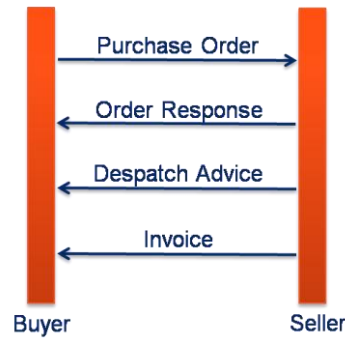 Purchase Order
Order Response
Despatch Advice
Invoice
Buyer
Seller